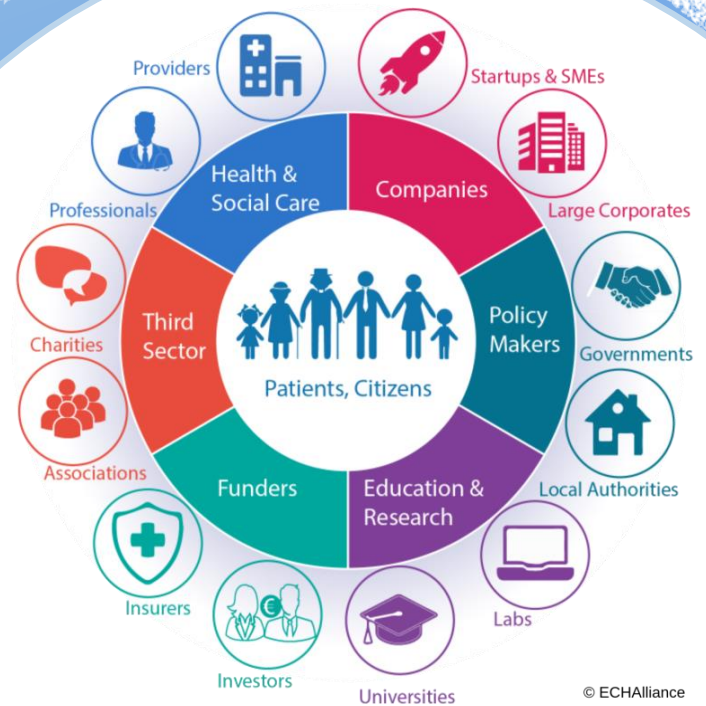 Providers
Startups & SMEs
Health &
Social Care
Companies
Professionals
Large Corporates
Third
Sector
Policy
Makers
Charities
Governments
Patients, Citizens
Associations
Funders
Education &
Research
Local Authorities
Insurers
Labs
€
Investors
Universities
© ECHAlliance